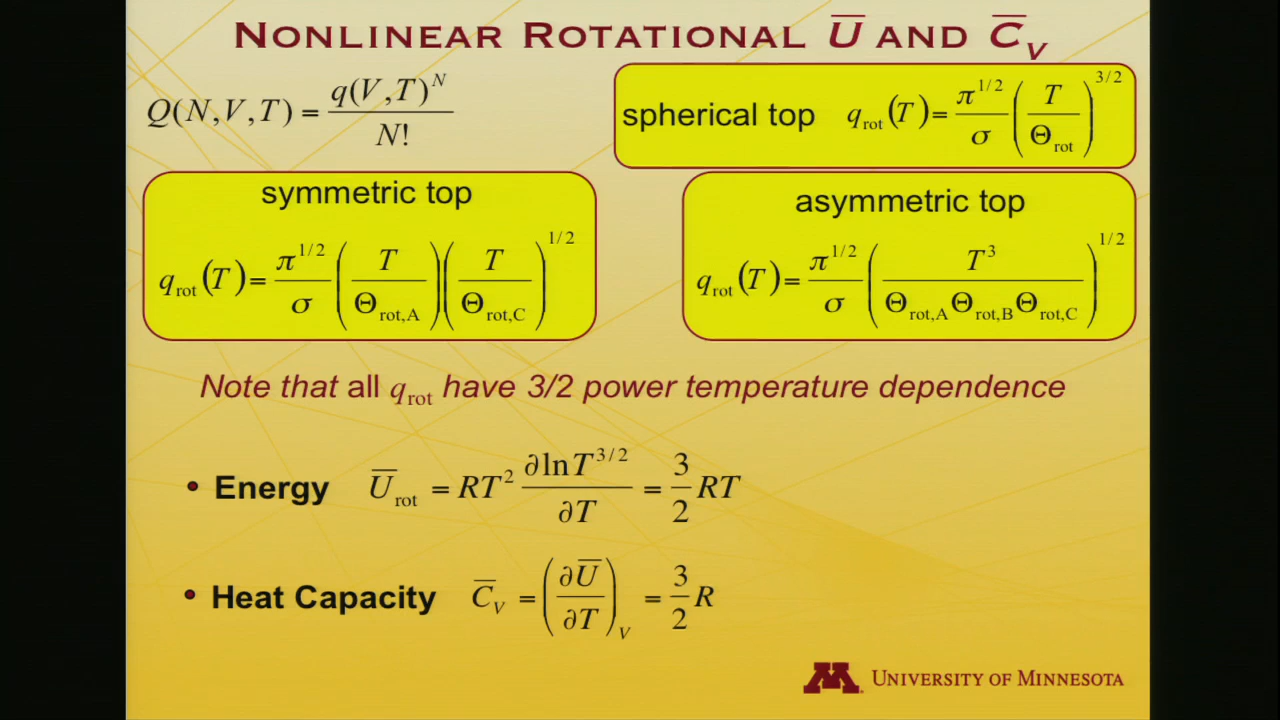 NONLINEAR ROTATIONAL U̅ AND C̅_V
Q(N,V,T) = q(V,T)^N / N!
spherical top q_rot(T) = π^{1/2} / σ (T / Θ_rot)^{3/2}
symmetric top
q_rot(T) = π^{1/2} / σ (T / Θ_rot,A)(T / Θ_rot,C)^{1/2}
asymmetric top
q_rot(T) = π^{1/2} / σ (T^3 / Θ_rot,A Θ_rot,B Θ_rot,C)^{1/2}
Note that all q_rot have 3/2 power temperature dependence
• Energy U̅_rot = RT^2 ∂lnT^{3/2} / ∂T = 3/2 RT
• Heat Capacity C̅_V = (∂U̅ / ∂T)_V = 3/2 R
M UNIVERSITY OF MINNESOTA